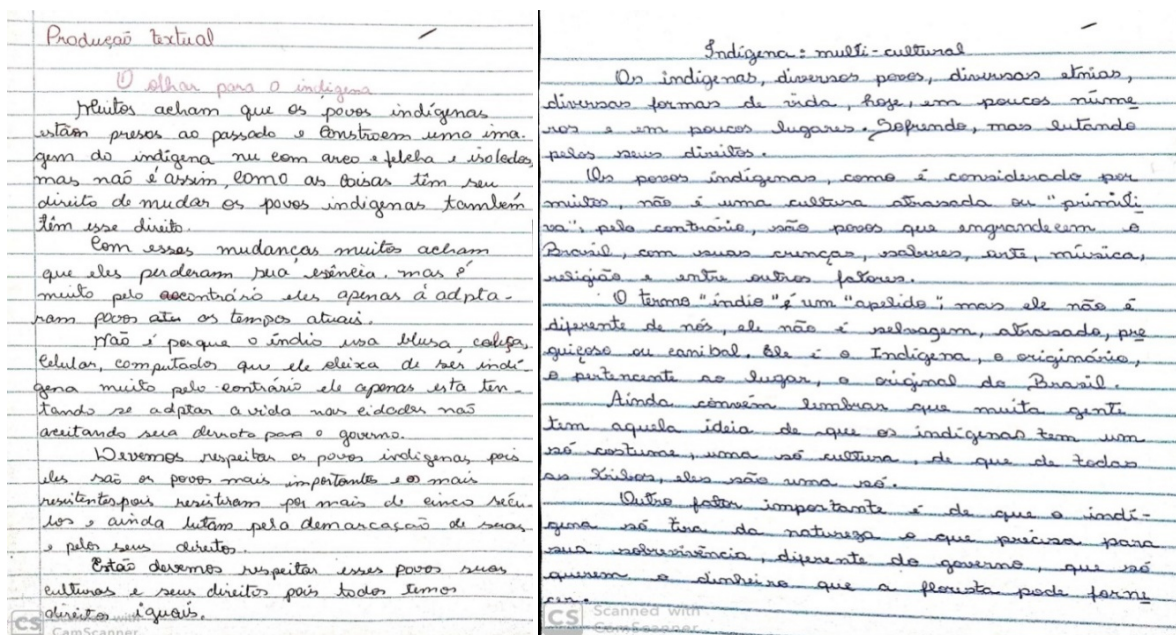 Produção textual
O olhar para o indigena
Muitos acham que os povos indígenas
estão presos ao passado e constroem uma ima-
gem do indígena nu com arco e flecha e isolados
mas não é assim, como as coisas têm seu
direito de mudar os povos indigenas também
têm esse direito.
Com essas mudanças muitos acham
que eles perderam sua esência. mas é
muito pelo contrário eles apenas á adpta-
ram para os tempos atuais.
Não é porque o índio usa blusa, calça,
celular, computador que ele deixa de ser indí-
gena muito pelo contrário ele apenas esta ten-
tando se adptar a vida nas cidades não
aceitando sua derrota para o governo.
Devemos respeitar os povos indigenas pois
eles são os povos mais importantes e os mais
resitentes pois resistiram por mais de cinco sécu-
los e ainda lutam pela demarcação de suas
e pelos seus direitos.
Estão devemos respeitar esses povos suas
culturas e seus direitos pois todos temos
direitos iguais.
CS Scanned with
CamScanner
Indígena: multi-cultural
Os indígenas, diversos povos, diversas etnias,
diversas formas de vida, hoje, em poucos núme
ros e em poucos lugares. Sofrendo, mas lutando
pelos seus direitos.
Os povos indígenas, como é considerado por
muitos, não é uma cultura atrasada ou "primiti
va", pelo contrário, são povos que engrandecem o
Brasil, com suas crenças, saberes, arte, música,
religião e entre outros fatores.
O termo "índio" é um "apelido", mas ele não é
diferente de nós, ele não é selvagem, atrasado, pre
guiçoso ou canibal. Ele é o Indígena, o originário,
o pertencente ao lugar, o original do Brasil.
Ainda convém lembrar que muita gente
tem aquela ideia de que os indígenas tem um
só costume, uma só cultura, de que de todas
as tribos, eles são uma só.
Outro fator importante é de que o indí-
gena só tira da natureza o que precisa para
sua sobrevivência, diferente do governo, que só
querem o dinheiro que a floresta pode forne
cer.
CS Scanned with
CamScanner